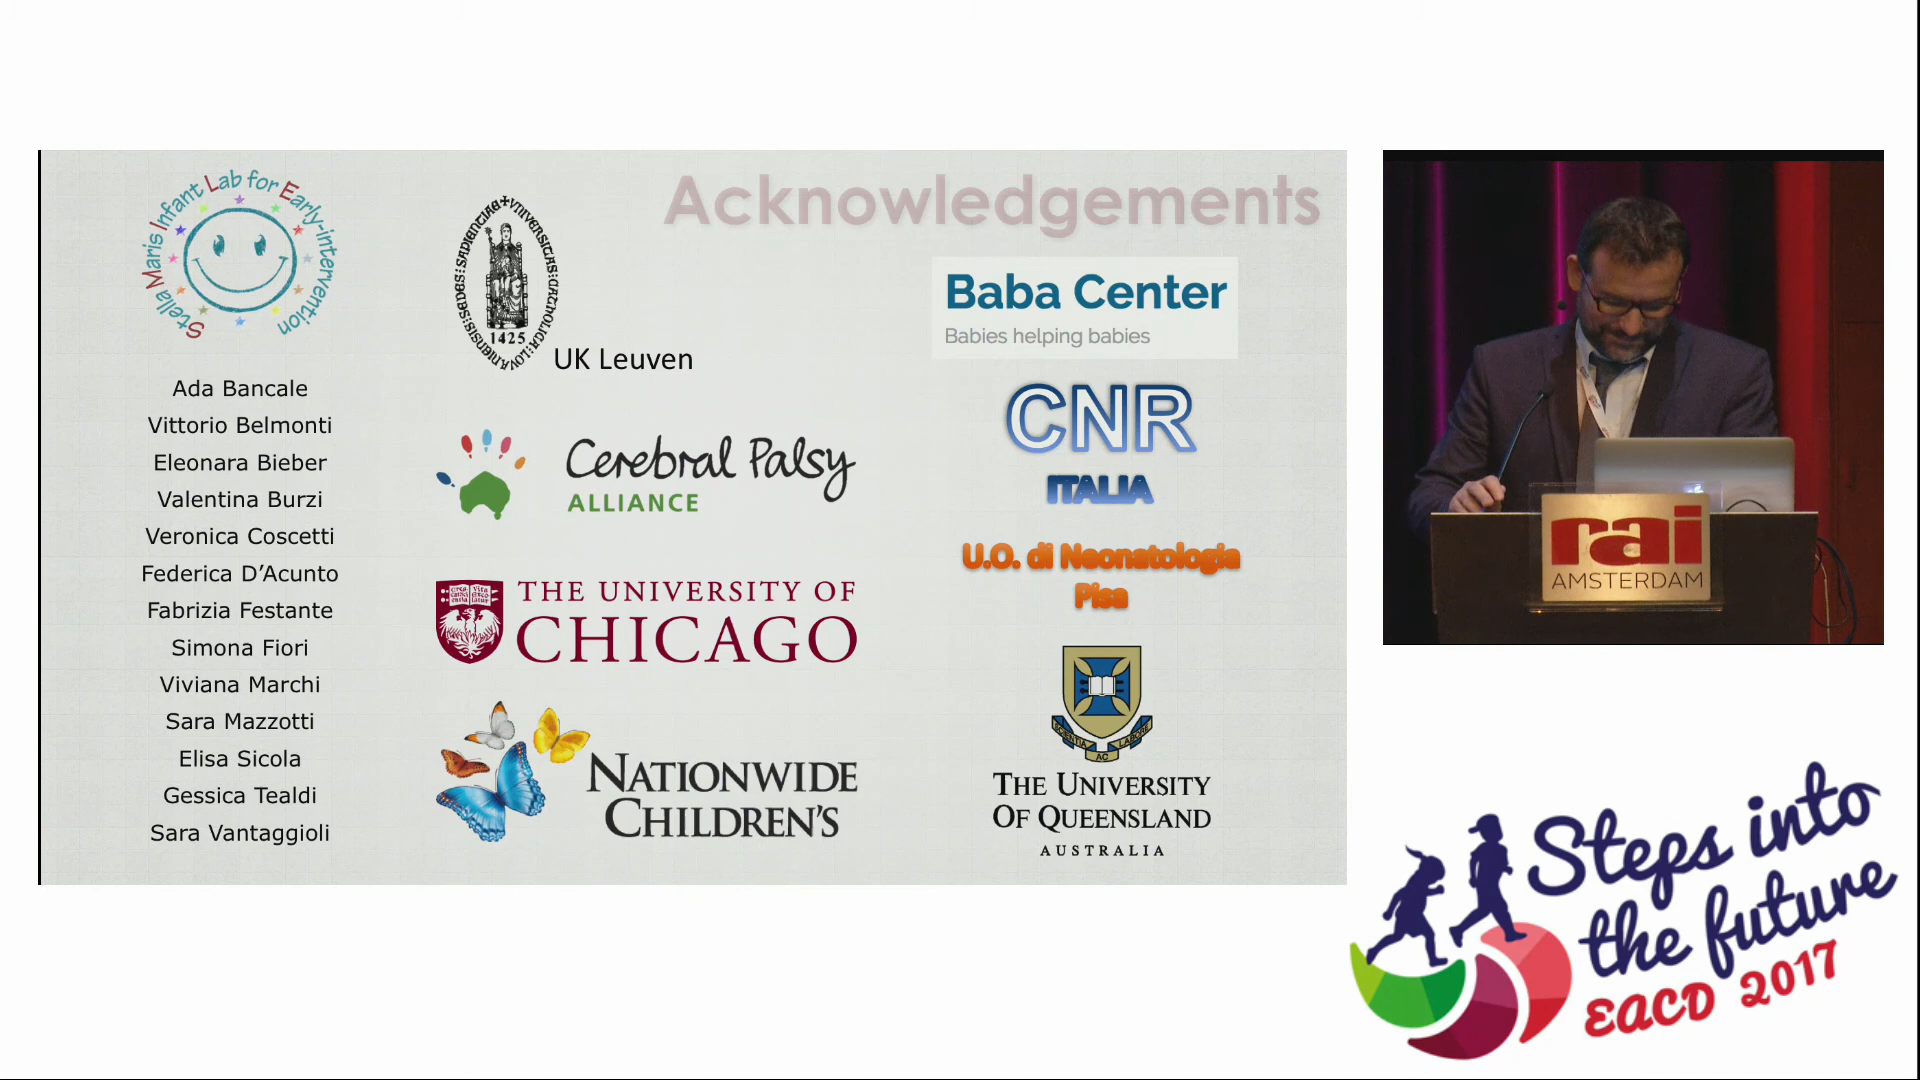 Acknowledgements
Stella Maris Infant Lab for Early-intervention
Ada Bancale
Vittorio Belmonti
Eleonara Bieber
Valentina Burzi
Veronica Coscetti
Federica D’Acunto
Fabrizia Festante
Simona Fiori
Viviana Marchi
Sara Mazzotti
Elisa Sicola
Gessica Tealdi
Sara Vantaggioli
1425
UK Leuven
Cerebral Palsy
ALLIANCE
THE UNIVERSITY OF
CHICAGO
NATIONWIDE
CHILDREN'S
Baba Center
Babies helping babies
CNR
ITALIA
U.O. di Neonatologia
Pisa
SCIENTIA AC LABORE
THE UNIVERSITY
OF QUEENSLAND
AUSTRALIA
rai
AMSTERDAM
Steps into
the future
EACD 2017